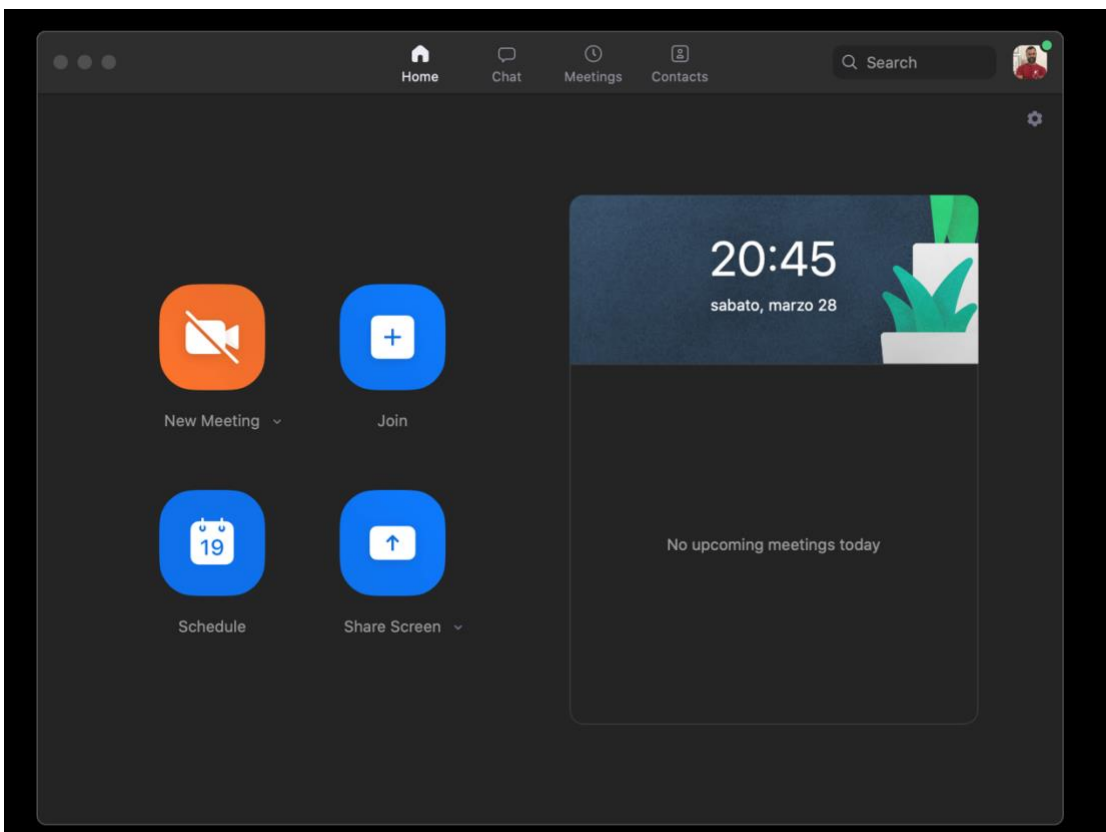 Home
Chat
Meetings
Contacts
Search
20:45
sabato, marzo 28
New Meeting
Join
19
Schedule
Share Screen
No upcoming meetings today